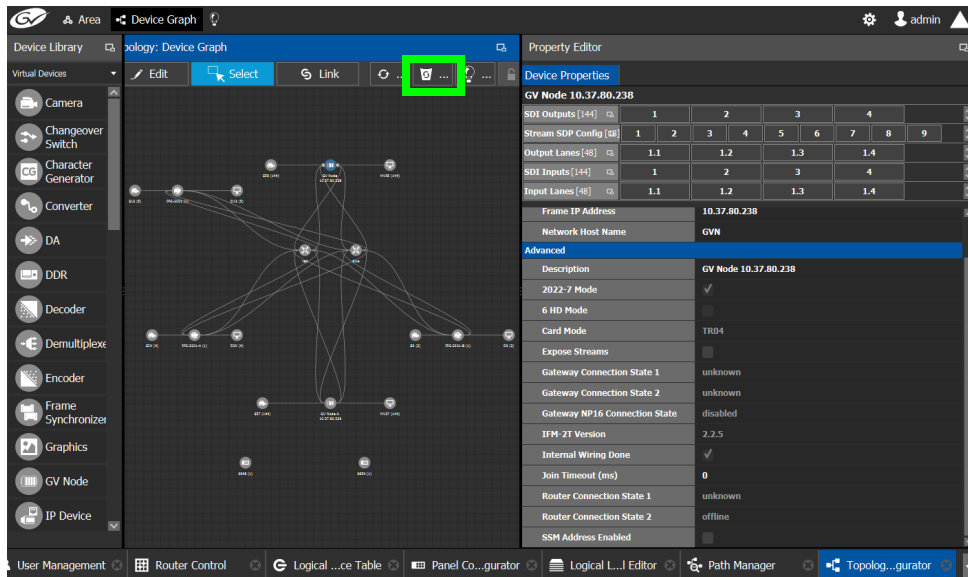 GV Area Device Graph admin
Device Library
pology: Device Graph
Property Editor
Virtual Devices
Edit Select Link ... ... ...
Device Properties
Camera
Changeover Switch
Character Generator
CG
Converter
DA
DDR
Decoder
Demultiplexe
Encoder
Frame Synchronizer
Graphics
GV Node
IP Device
GV Node 10.37.80.238
SDI Outputs [144] 1 2 3 4
Stream SDP Config 1 2 3 4 5 6 7 8 9
Output Lanes [48] 1.1 1.2 1.3 1.4
SDI Inputs [144] 1 2 3 4
Input Lanes [48] 1.1 1.2 1.3 1.4
Frame IP Address 10.37.80.238
Network Host Name GVN
Advanced
Description GV Node 10.37.80.238
2022-7 Mode
6 HD Mode
Card Mode TR04
Expose Streams
Gateway Connection State 1 unknown
Gateway Connection State 2 unknown
Gateway NP16 Connection State disabled
IFM-2T Version 2.2.5
Internal Wiring Done
Join Timeout (ms) 0
Router Connection State 1 unknown
Router Connection State 2 offline
SSM Address Enabled
User Management Router Control Logical ...ce Table Panel Co...gurator Logical L...l Editor Path Manager Topolog...gurator